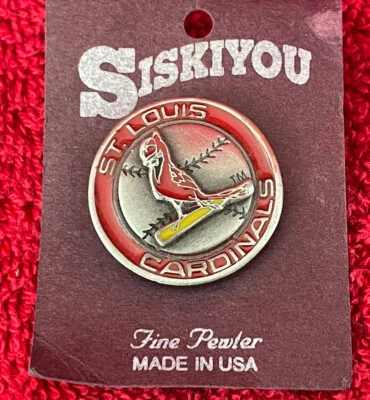 SISKIYOU
ST. LOUIS
TM
CARDINALS
Fine Pewter
MADE IN USA